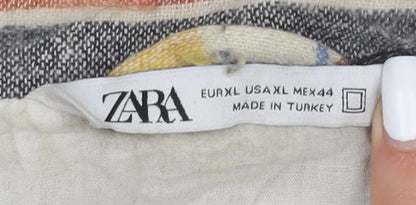 ZARA
EUR XL USA XL MEX 44
MADE IN TURKEY